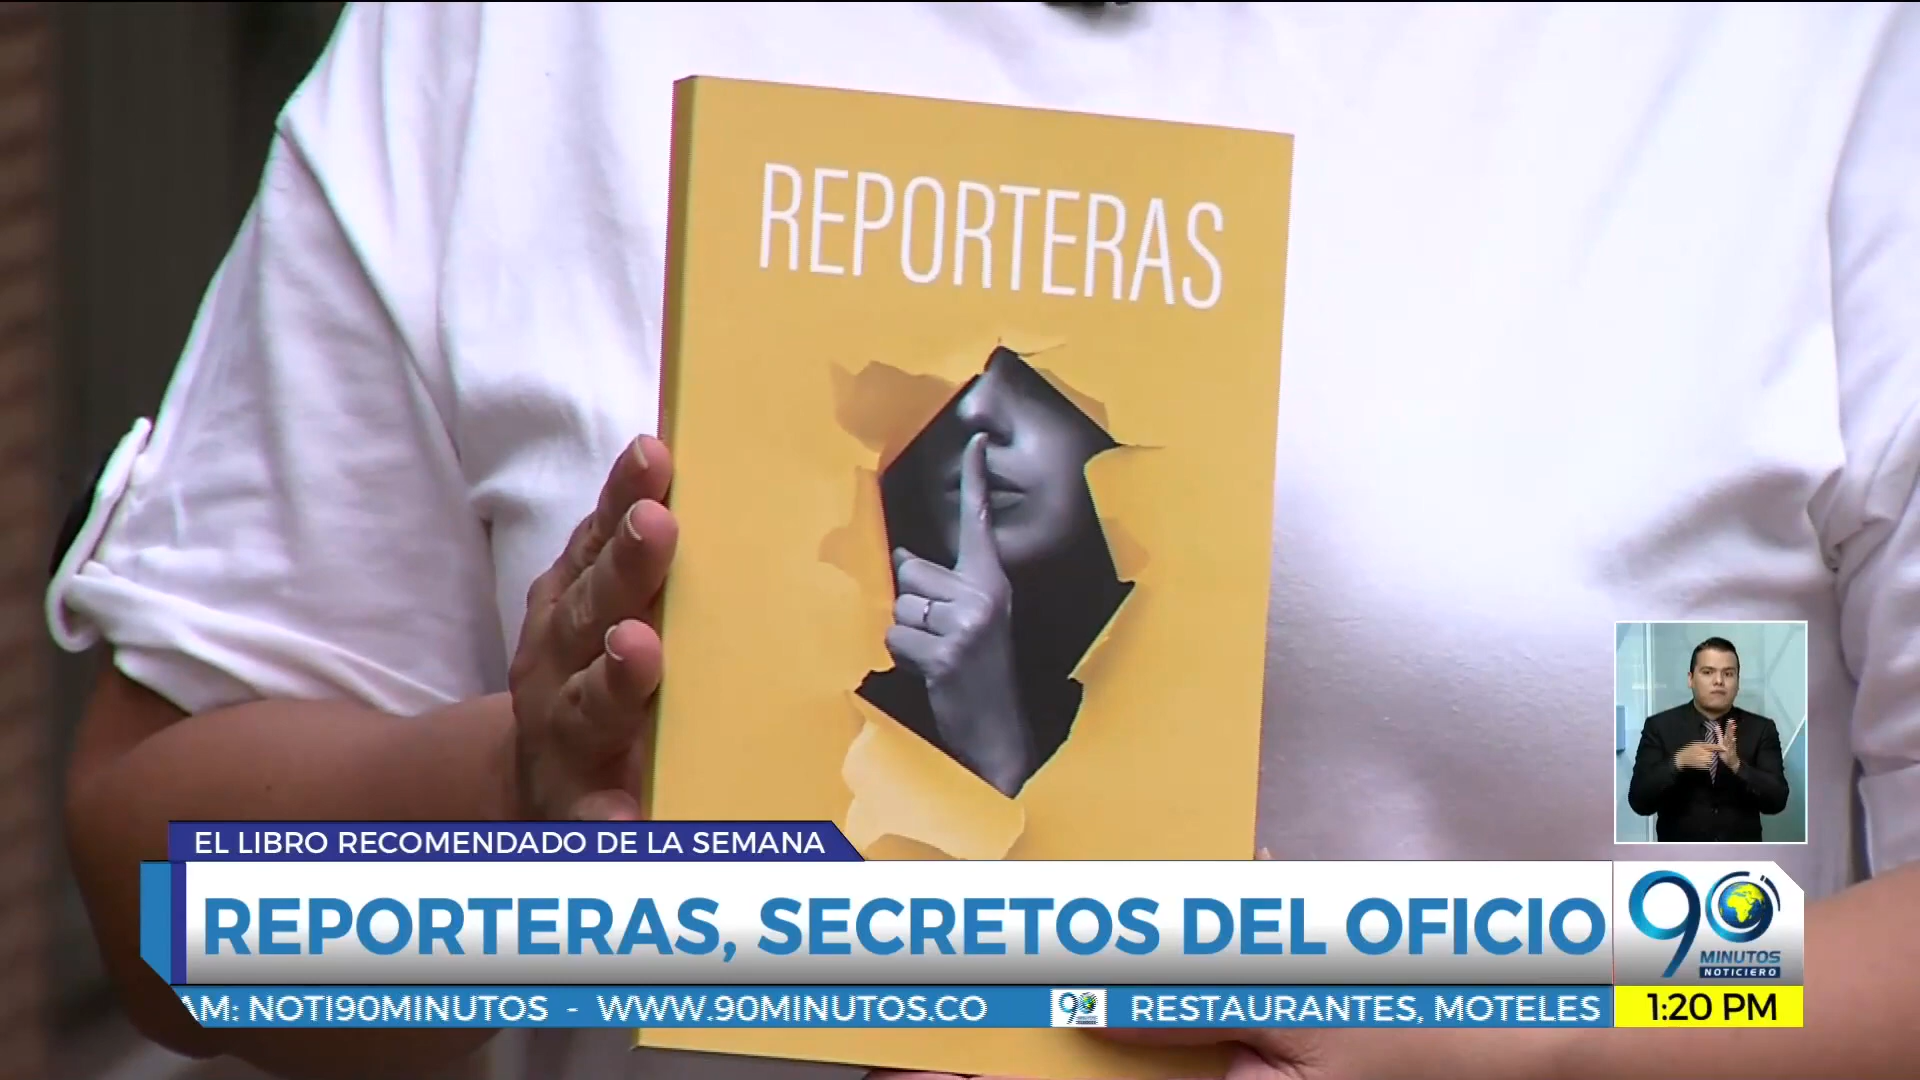 REPORTERAS
EL LIBRO RECOMENDADO DE LA SEMANA
REPORTERAS, SECRETOS DEL OFICIO
90
MINUTOS
NOTICIERO
AM: NOTI90MINUTOS - WWW.90MINUTOS.CO 90 RESTAURANTES, MOTELES
1:20 PM